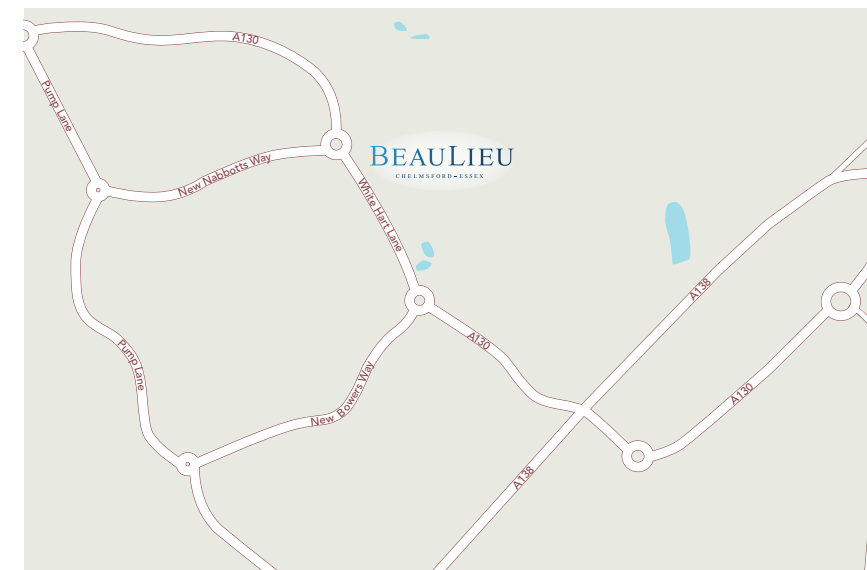 A130
Pump Lane
BEAULIEU
CHELMSFORD - ESSEX
New Nabbotts Way
White Hart Lane
A138
A130
Pump Lane
A130
New Bowers Way
A138